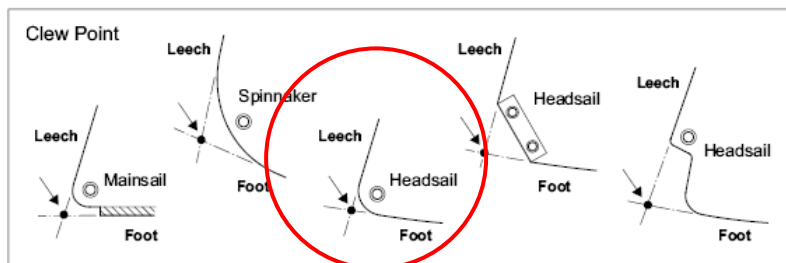 Clew Point
Leech
Mainsail
Foot
Leech
Spinnaker
Foot
Leech
Headsail
Foot
Leech
Headsail
Foot
Leech
Headsail
Foot